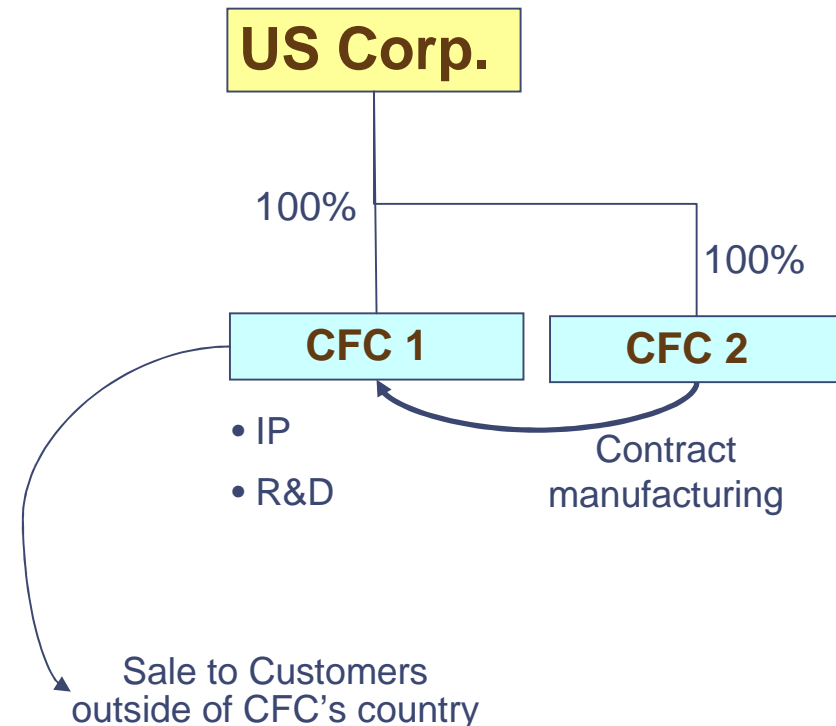 US Corp.
100%
100%
CFC 1
CFC 2
• IP
• R&D
Contract
manufacturing
Sale to Customers
outside of CFC's country